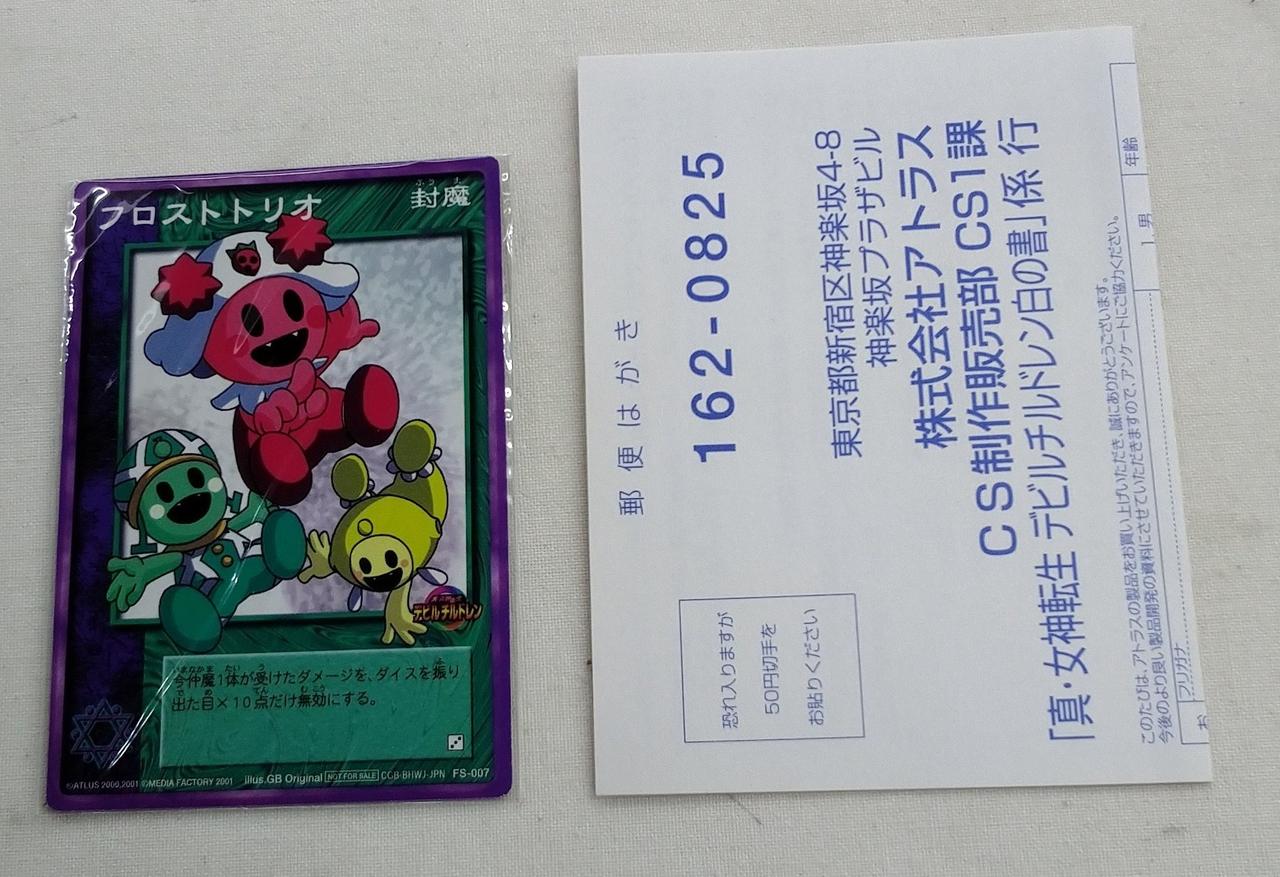 フロストトリオ
ふうま
封魔
デビルチルドレン
いまなかま たい う ふ
今仲魔1体が受けたダメージを、ダイスを振り
で め てん むこう
出た目×10点だけ無効にする。
©ATLUS 2000,2001 ©MEDIA FACTORY 2001 illus.GB Original NOT FOR SALE CCB-BHWJ-JPN FS-007
郵便はがき
162-0825
東京都新宿区神楽坂4-8
神楽坂プラザビル
株式会社アトラス
CS制作販売部 CS1課
「真・女神転生 デビルチルドレン白の書」係 行
恐れ入りますが
50円切手を
お貼りください
このたびは、アトラスの製品をお買い上げいただき、誠にありがとうございます。
今後のより良い製品開発の資料にさせていただきますので、アンケートにご協力ください。
フリガナ
お
1. 男
年齢